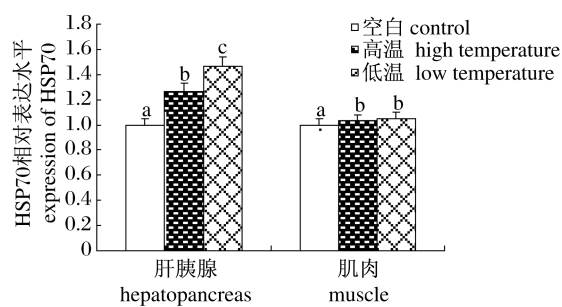 HSP70相对表达水平
expression of HSP70
1.8
1.6
1.4
1.2
1.0
0.8
0.6
0.4
0.2
0
空白 control
高温 high temperature
低温 low temperature
a
b
c
a
b
b
肝胰腺
hepatopancreas
肌肉
muscle